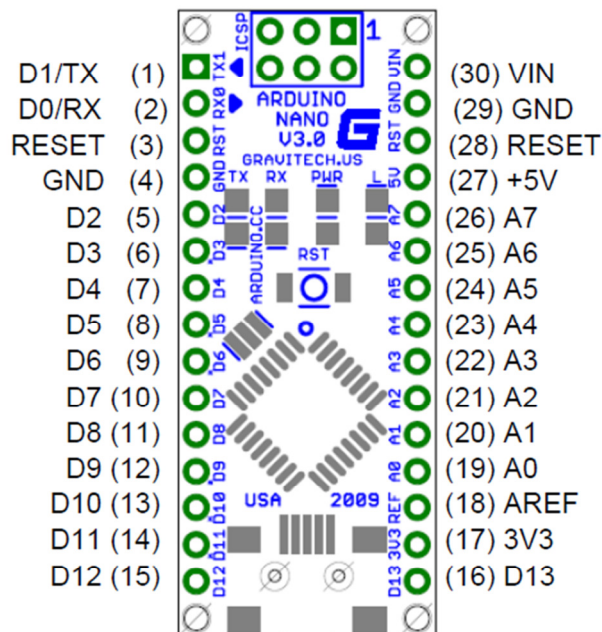 D1/TX (1)
D0/RX (2)
RESET (3)
GND (4)
D2 (5)
D3 (6)
D4 (7)
D5 (8)
D6 (9)
D7 (10)
D8 (11)
D9 (12)
D10 (13)
D11 (14)
D12 (15)
ICSP
1
TX1
RX0
RST
GND
D2
D3
D4
D5
D6
D7
D8
D9
D10
D11
D12
ARDUINO
NANO
V3.0
G
GRAVITECH.US
TX RX PWR L
ARDUINO.CC
RST
USA 2009
VIN
GND
RST
5V
A7
A6
A5
A4
A3
A2
A1
A0
REF
3V3
D13
(30) VIN
(29) GND
(28) RESET
(27) +5V
(26) A7
(25) A6
(24) A5
(23) A4
(22) A3
(21) A2
(20) A1
(19) A0
(18) AREF
(17) 3V3
(16) D13